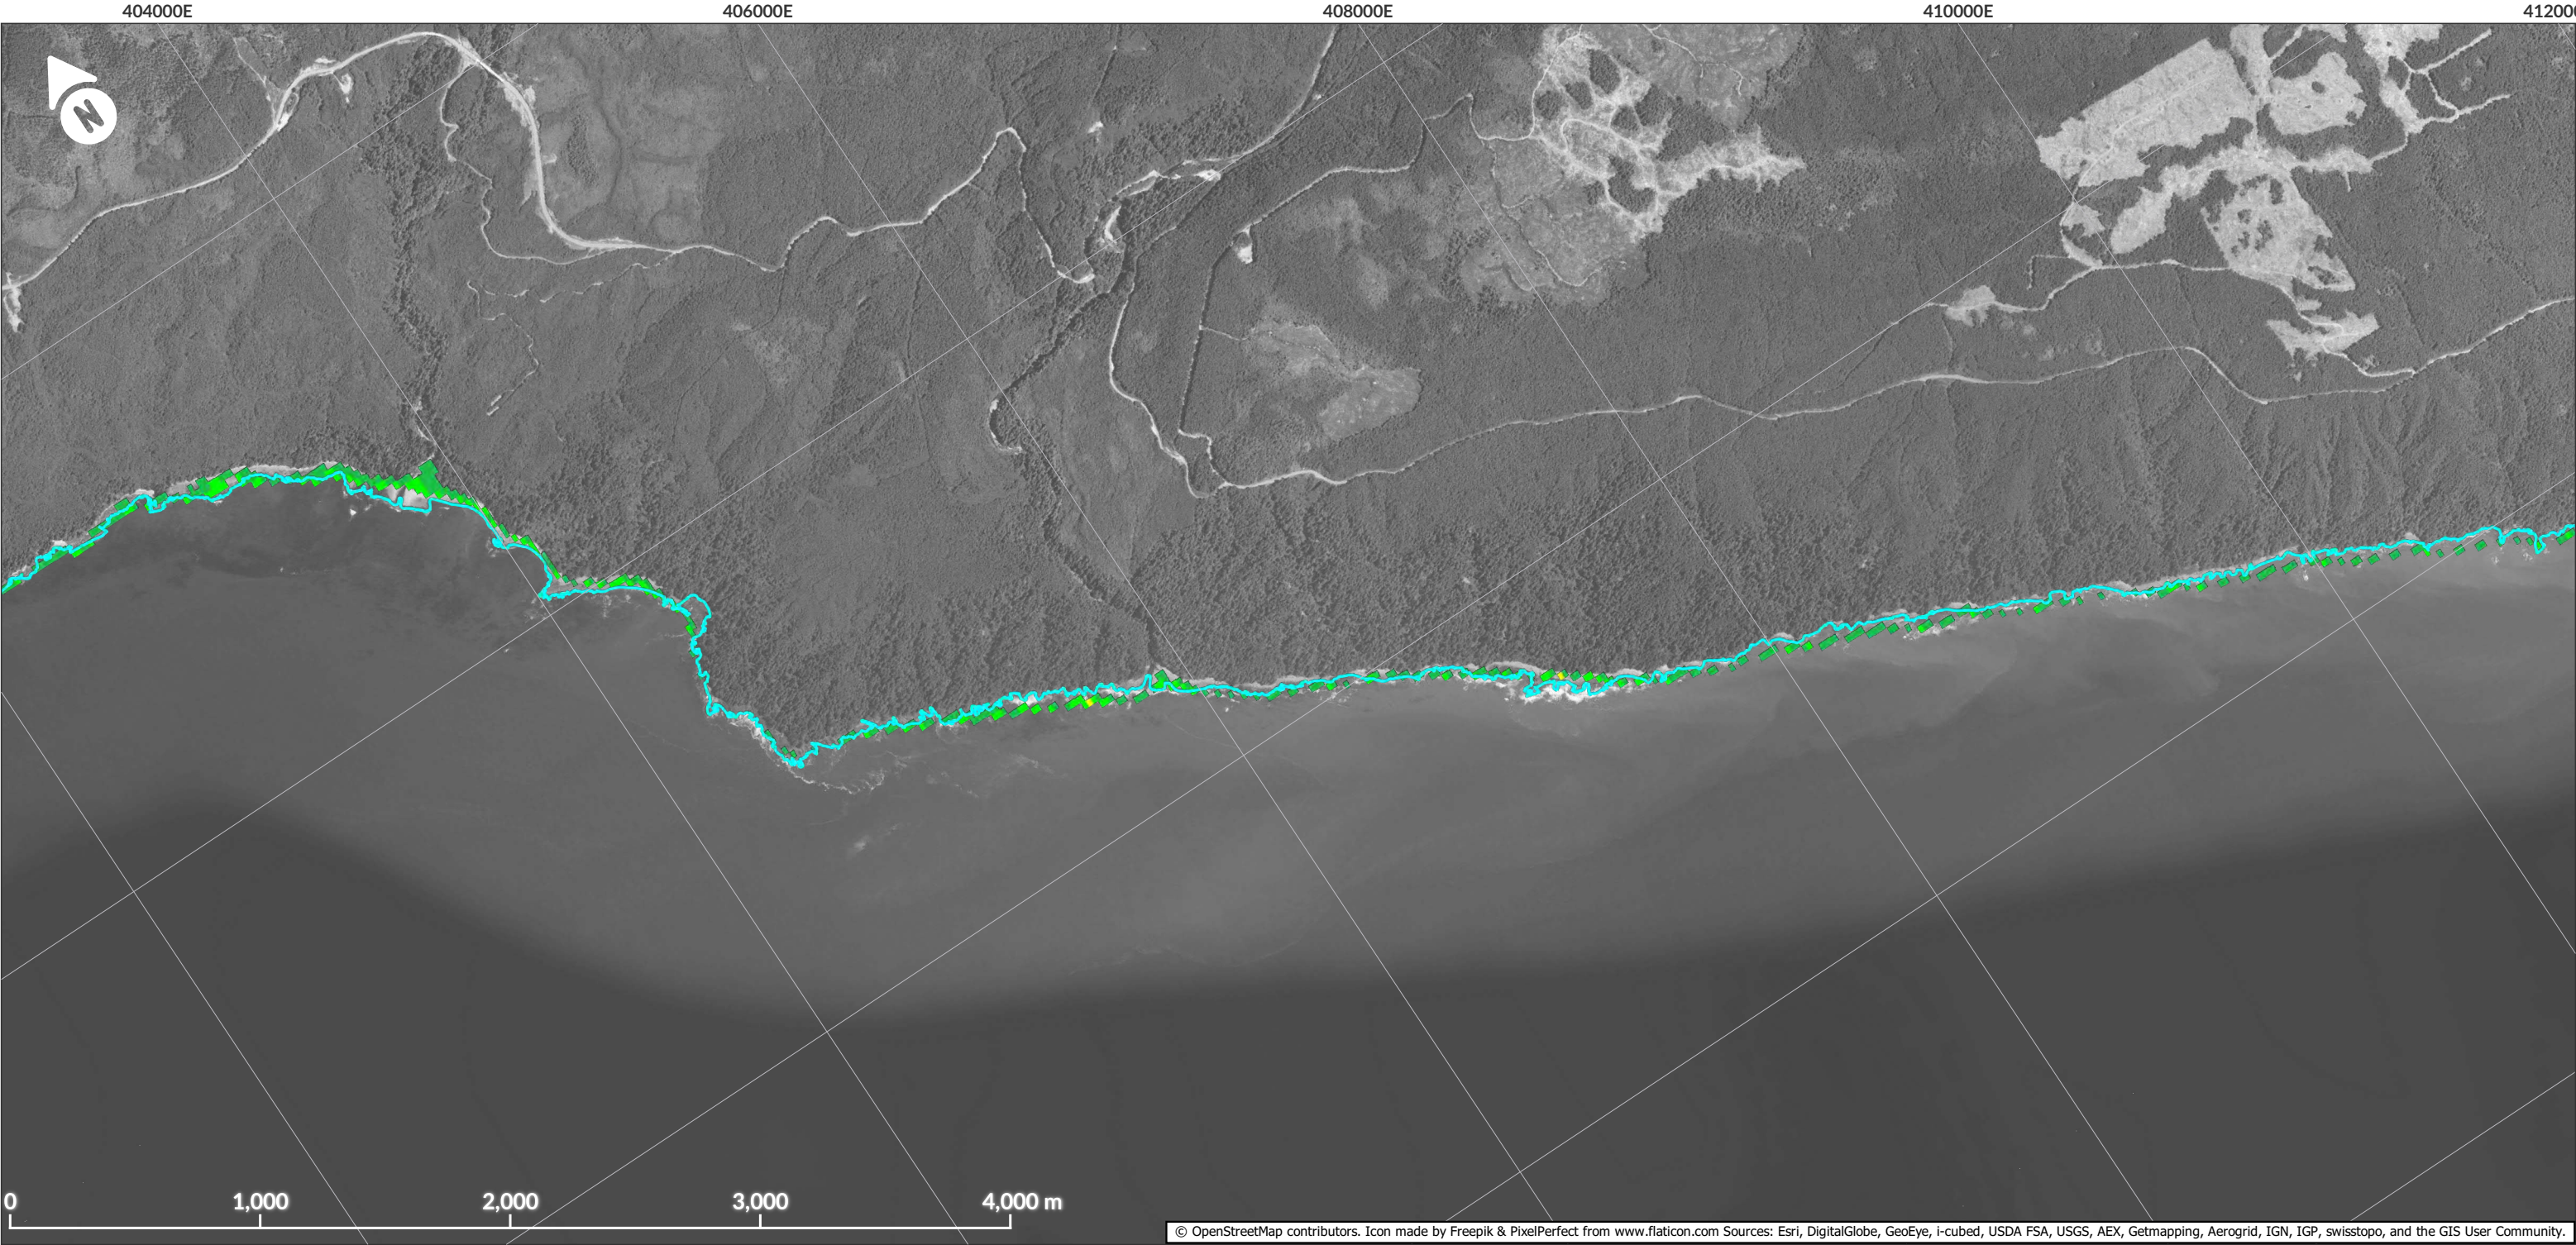 404000E 406000E 408000E 410000E
N
0 1,000 2,000 3,000 4,000 m
© OpenStreetMap contributors. Icon made by Freepik & PixelPerfect from www.flaticon.com Sources: Esri, DigitalGlobe, GeoEye, i-cubed, USDA FSA, USGS, AEX, Getmapping, Aerogrid, IGN, IGP, swisstopo, and the GIS User Community.